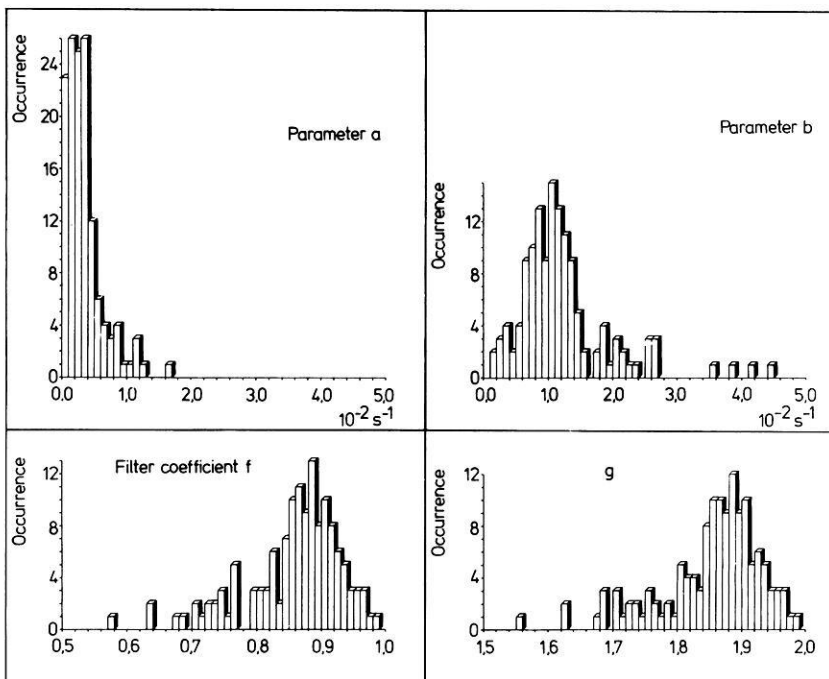 Occurrence
24
20
16
12
8
4
0
0.0 1,0 2,0 3.0 4,0 5.0
10⁻² s⁻¹
Parameter a
Occurrence
12
8
4
0
0.0 1.0 2.0 3,0 4,0 5.0
10⁻² s⁻¹
Parameter b
Occurrence
12
8
4
0
0,5 0,6 0,7 0,8 0,9 1.0
Filter coefficient f
Occurrence
12
8
4
0
1,5 1,6 1,7 1,8 1,9 2,0
g